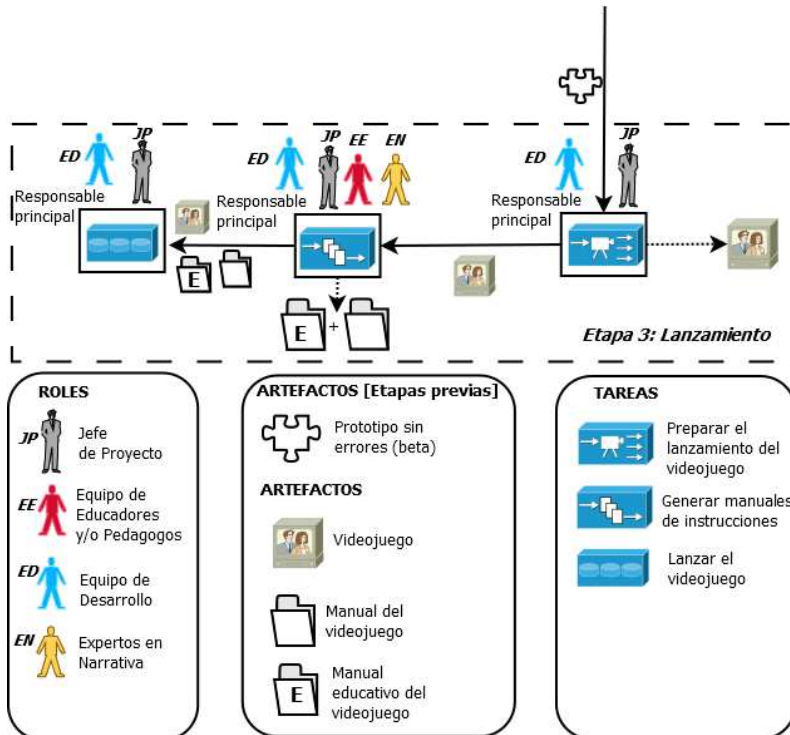 JP
JP
EE
EN
JP
ED
ED
ED
Responsable
principal
Responsable
principal
Responsable
principal
E
E
+
Etapa 3: Lanzamiento
ROLES
JP
Jefe
de Proyecto
EE
Equipo de
Educadores
y/o Pedagogos
ED
Equipo de
Desarrollo
EN
Expertos en
Narrativa
ARTEFACTOS [Etapas previas]
Prototipo sin
errores (beta)
ARTEFACTOS
Videojuego
Manual del
videojuego
E
Manual
educativo del
videojuego
TAREAS
Preparar el
lanzamiento del
videojuego
Generar manuales
de instrucciones
Lanzar el
videojuego